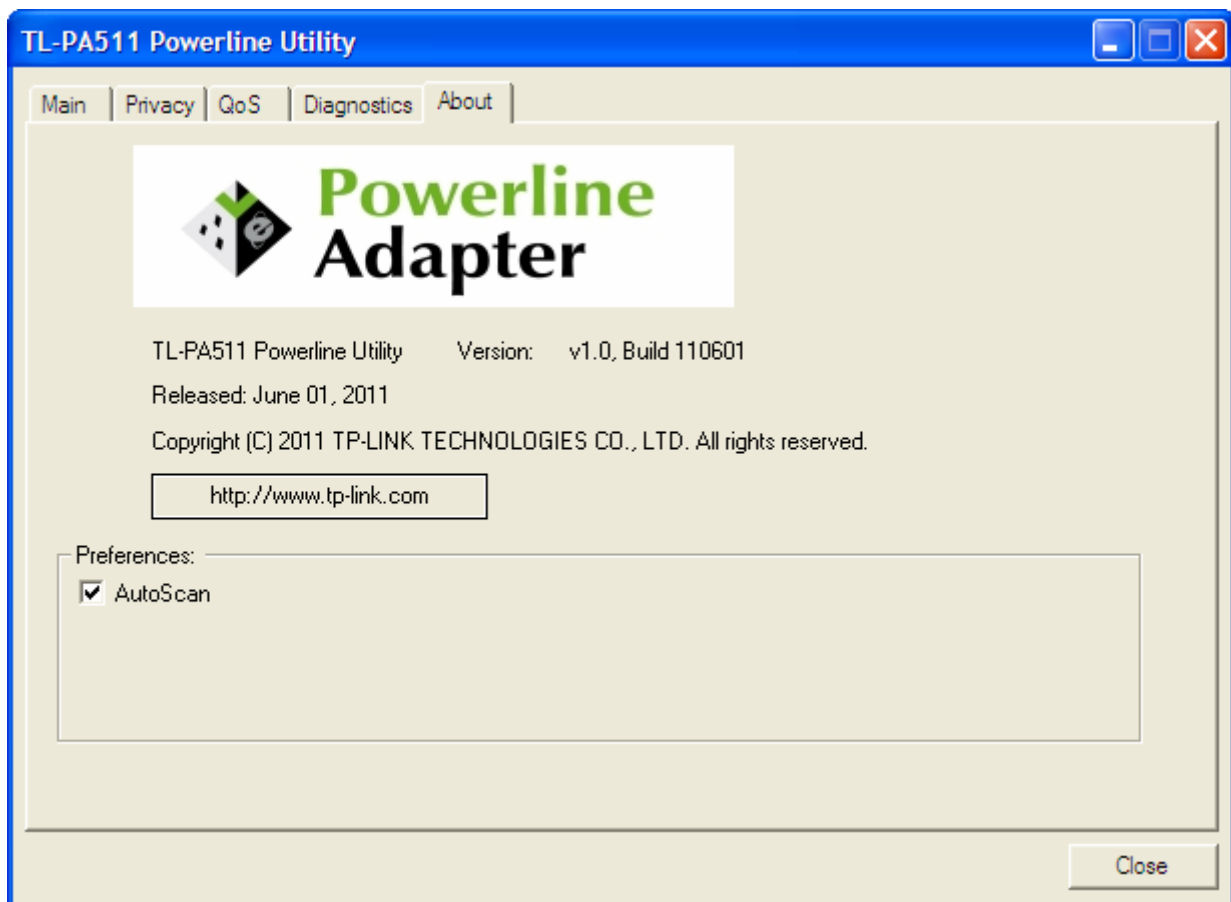 TL-PA511 Powerline Utility
Main Privacy QoS Diagnostics About
Powerline
Adapter
TL-PA511 Powerline Utility Version: v1.0, Build 110601
Released: June 01, 2011
Copyright (C) 2011 TP-LINK TECHNOLOGIES CO., LTD. All rights reserved.
http://www.tp-link.com
Preferences:
AutoScan
Close